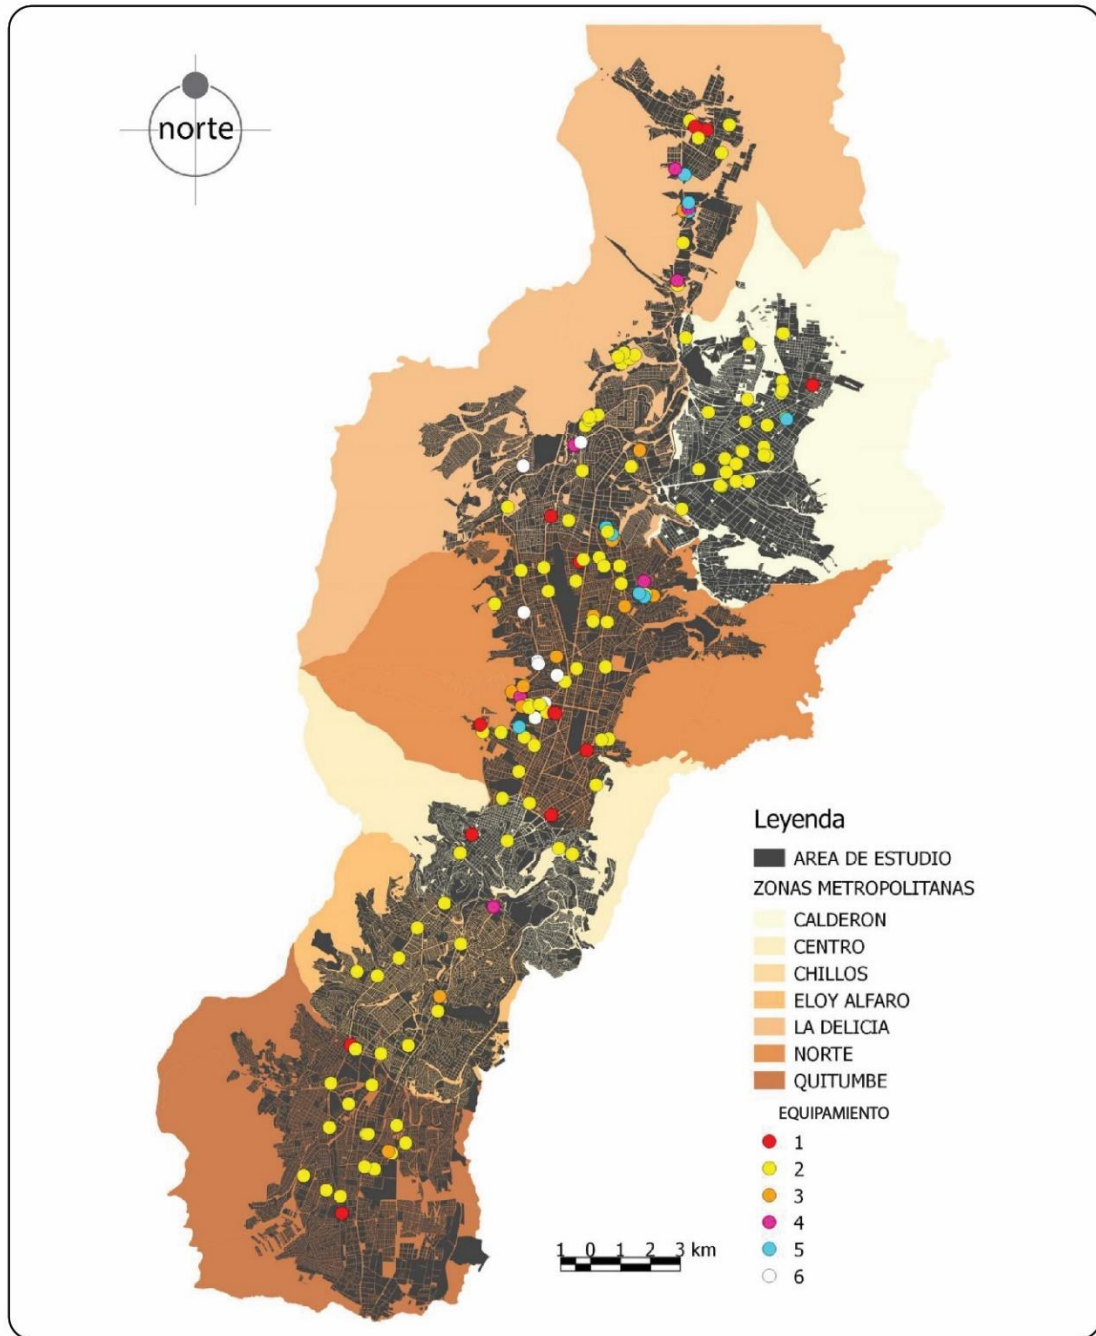 norte
Leyenda
AREA DE ESTUDIO
ZONAS METROPOLITANAS
CALDERON
CENTRO
CHILLOS
ELOY ALFARO
LA DELICIA
NORTE
QUITUMBE
EQUIPAMIENTO
1
2
3
4
5
6
1 0 1 2 3 km